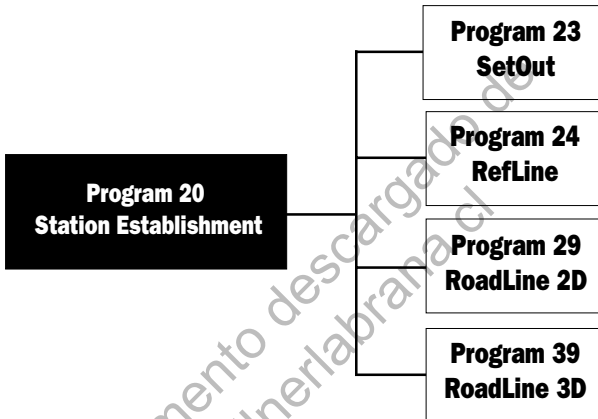 Program 20
Station Establishment
Program 23
SetOut
Program 24
RefLine
Program 29
RoadLine 2D
Program 39
RoadLine 3D